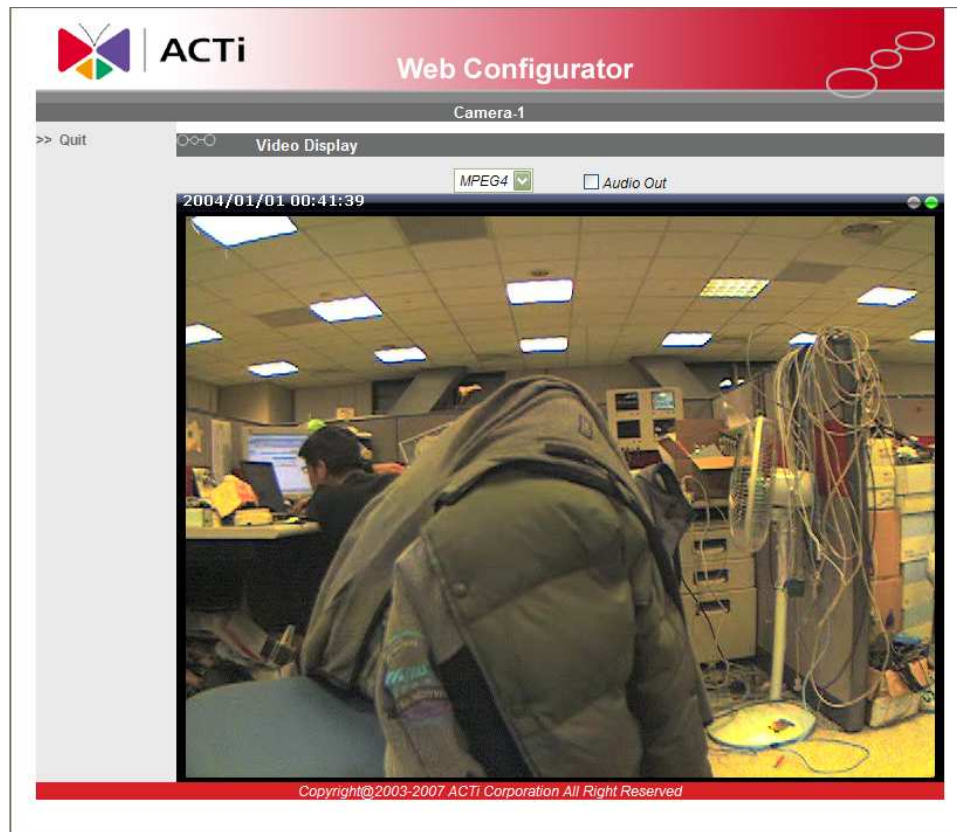 ACTi
Web Configurator
Camera-1
>> Quit
Video Display
MPEG4
Audio Out
2004/01/01 00:41:39
Copyright@2003-2007 ACTi Corporation All Right Reserved